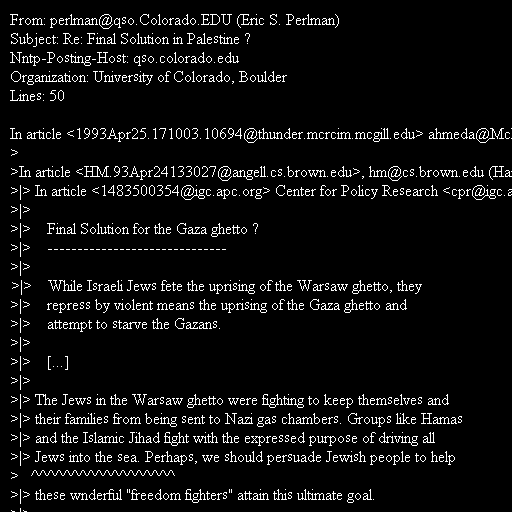 From: perlman@qso.Colorado.EDU (Eric S. Perlman)
Subject: Re: Final Solution in Palestine ?
Nntp-Posting-Host: qso.colorado.edu
Organization: University of Colorado, Boulder
Lines: 50
In article <1993Apr25.171003.10694@thunder.mcrcim.mcgill.edu> ahmeda@McR
>
>In article <HM.93Apr24133027@angell.cs.brown.edu>, hm@cs.brown.edu (Har
>|> In article <1483500354@igc.apc.org> Center for Policy Research <cpr@igc.a
>|>
>|>    Final Solution for the Gaza ghetto ?
>|>    ------------------------------
>|>
>|>    While Israeli Jews fete the uprising of the Warsaw ghetto, they
>|>    repress by violent means the uprising of the Gaza ghetto and
>|>    attempt to starve the Gazans.
>|>
>|>    [...]
>|>
>|> The Jews in the Warsaw ghetto were fighting to keep themselves and
>|> their families from being sent to Nazi gas chambers. Groups like Hamas
>|> and the Islamic Jihad fight with the expressed purpose of driving all
>|> Jews into the sea. Perhaps, we should persuade Jewish people to help
>   ^^^^^^^^^^^^^^^^^^^
>|> these wnderful "freedom fighters" attain this ultimate goal.